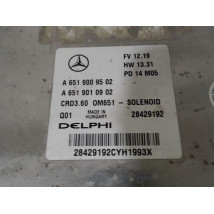 FV 12.19
HW 13.31
PD 14 M05
A 651 900 95 02
A 651 901 09 02
CRD3.60 OM651 - SOLENOID
Q01 MADE IN HUNGARY 28429192
DELPHI
28429192CYH1993X